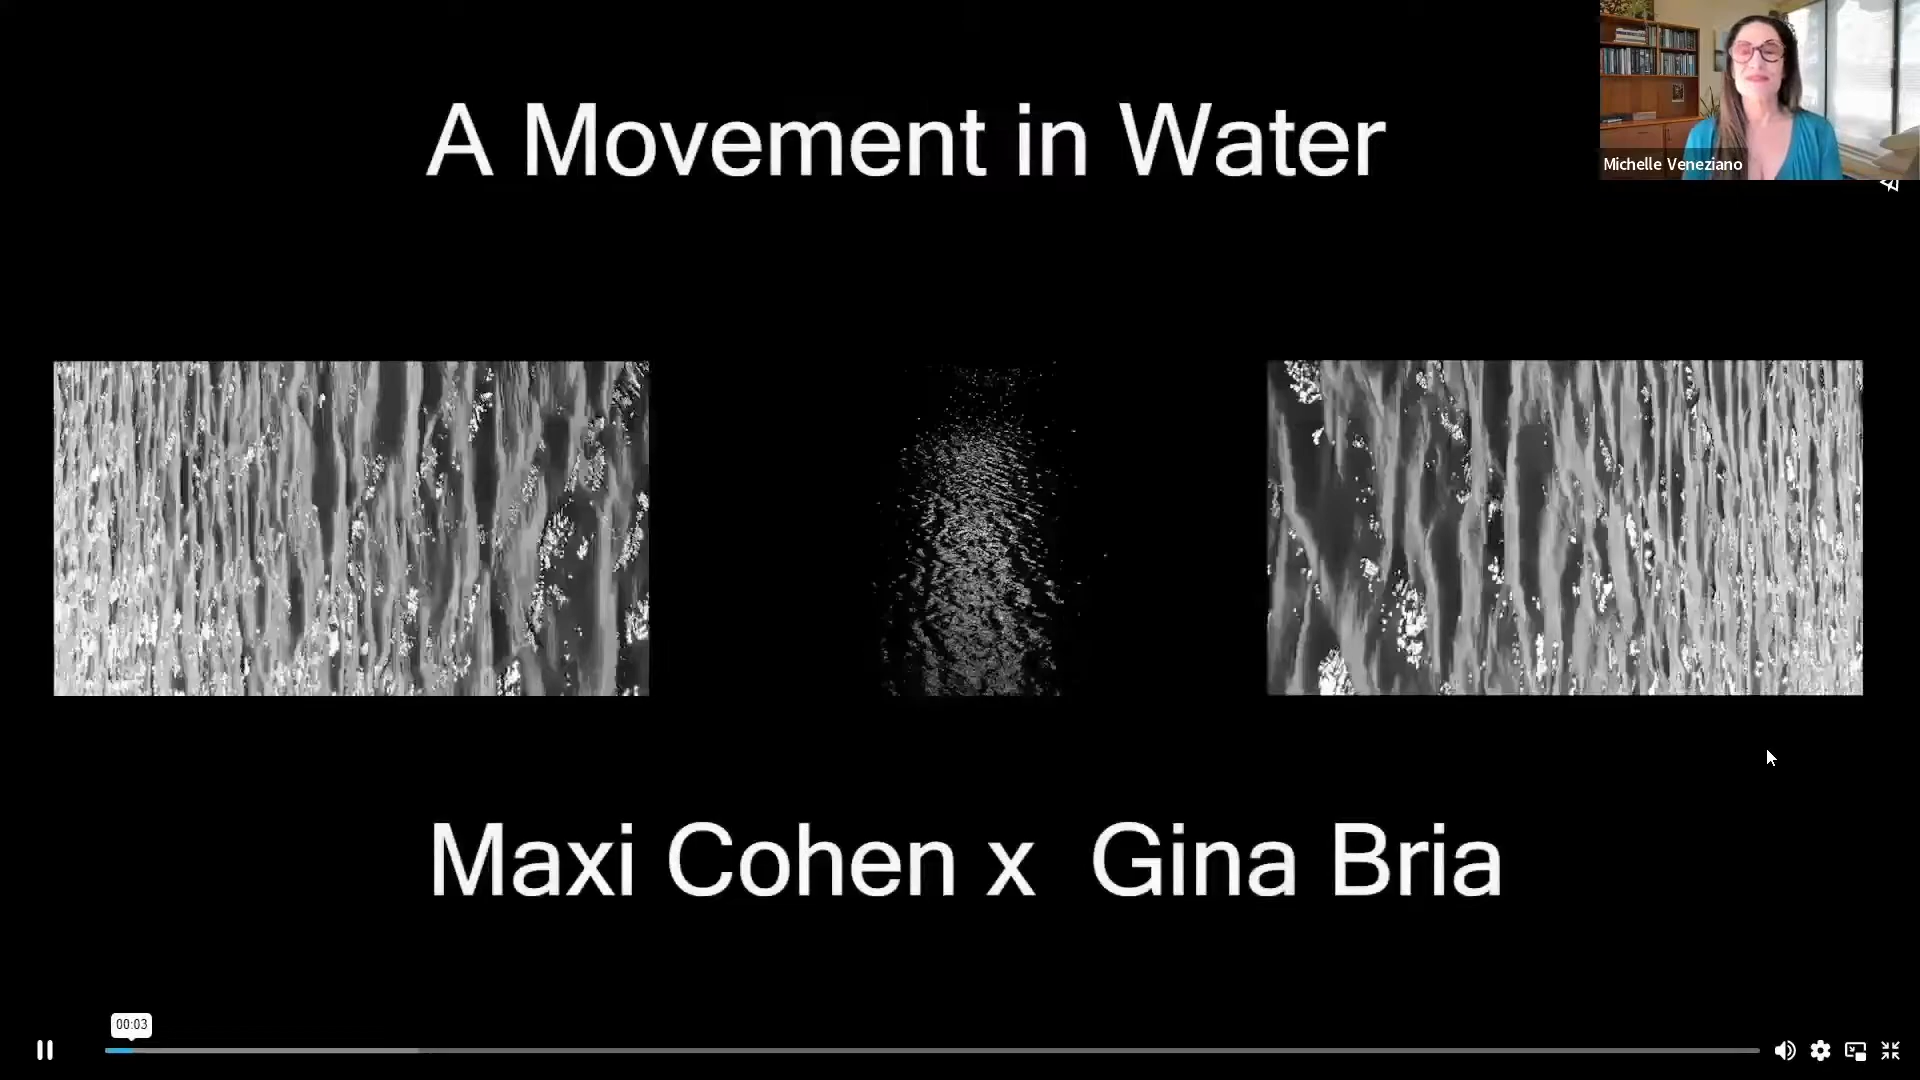 A Movement in Water
Michelle Veneziano
Maxi Cohen x Gina Bria
00:03